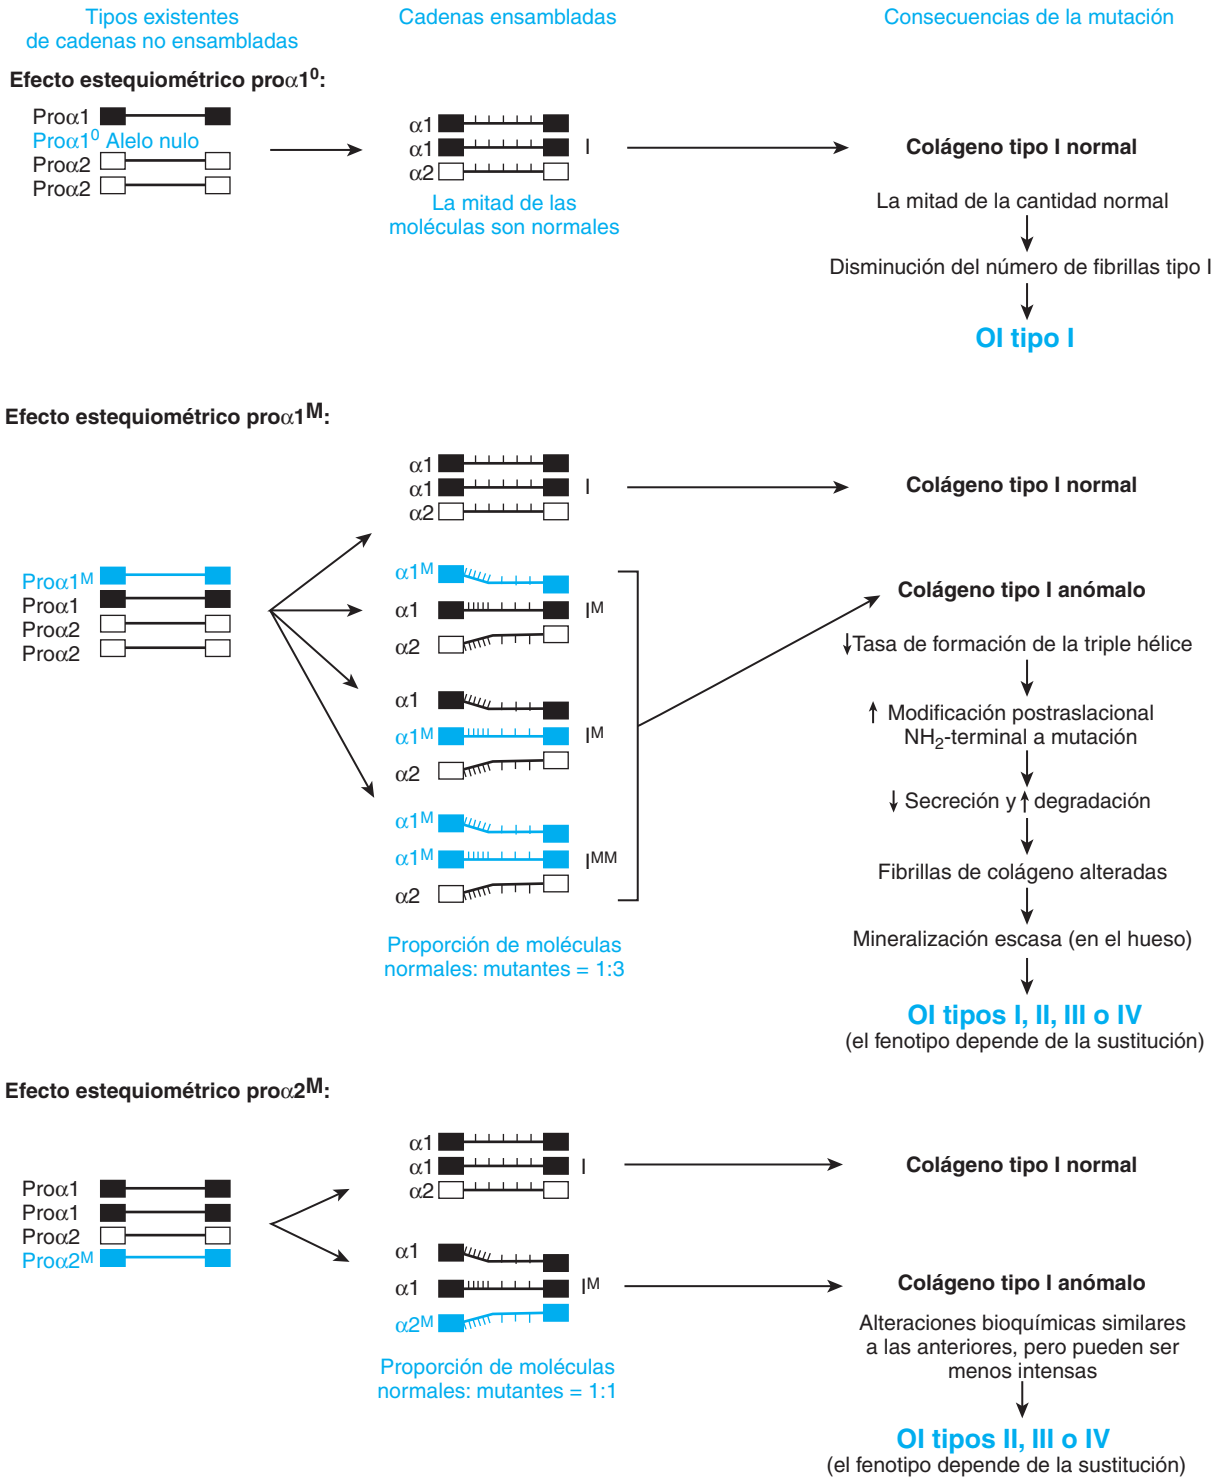 Tipos existentes
de cadenas no ensambladas
Cadenas ensambladas
Consecuencias de la mutación
Efecto estequiométrico proα1⁰:
Proα1
Proα1⁰ Alelo nulo
Proα2
Proα2
α1
α1 I
α2
La mitad de las
moléculas son normales
Colágeno tipo I normal
La mitad de la cantidad normal
Disminución del número de fibrillas tipo I
OI tipo I
Efecto estequiométrico proα1ᴹ:
Proα1ᴹ
Proα1
Proα2
Proα2
α1
α1 I
α2
α1ᴹ
α1 Iᴹ
α2
α1
α1ᴹ Iᴹ
α2
α1ᴹ
α1ᴹ Iᴹᴹ
α2
Proporción de moléculas
normales: mutantes = 1:3
Colágeno tipo I normal
Colágeno tipo I anómalo
↓Tasa de formación de la triple hélice
↑ Modificación postraslacional
NH₂-terminal a mutación
↓ Secreción y ↑ degradación
Fibrillas de colágeno alteradas
Mineralización escasa (en el hueso)
OI tipos I, II, III o IV
(el fenotipo depende de la sustitución)
Efecto estequiométrico proα2ᴹ:
Proα1
Proα1
Proα2
Proα2ᴹ
α1
α1 I
α2
α1
α1 Iᴹ
α2ᴹ
Proporción de moléculas
normales: mutantes = 1:1
Colágeno tipo I normal
Colágeno tipo I anómalo
Alteraciones bioquímicas similares
a las anteriores, pero pueden ser
menos intensas
OI tipos II, III o IV
(el fenotipo depende de la sustitución)